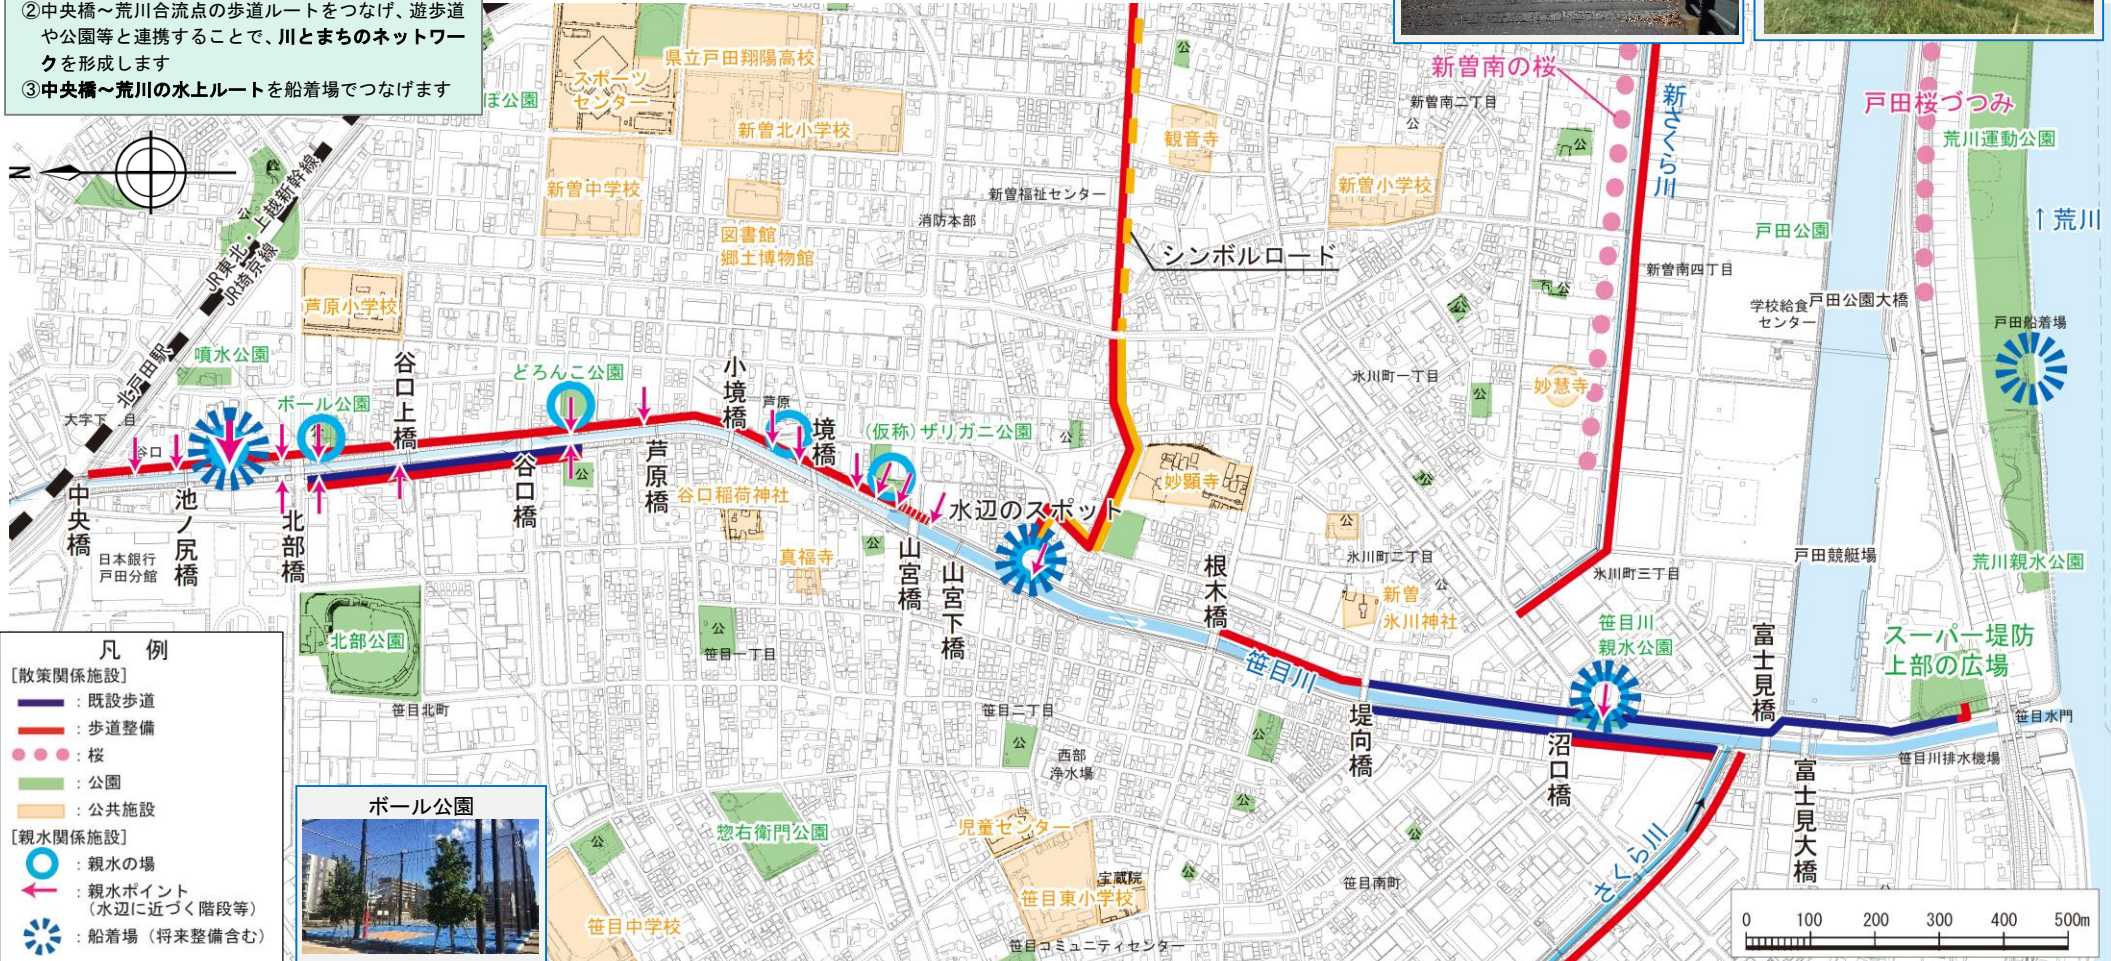 ②中央橋～荒川合流点の歩道ルートをつなげ、遊歩道
や公園等と連携することで、川とまちのネットワー
クを形成します
③中央橋～荒川の水上ルートを船着場でつなげます
N
JR東北・上越新幹線
JR埼京線
北戸田駅
ぽ公園
スポーツ
センター
県立戸田翔陽高校
新曽北小学校
新曽中学校
図書館
郷土博物館
芦原小学校
噴水公園
ボール公園
谷口
公
中央橋
池ノ尻橋
北部橋
谷口上橋
谷口橋
どろんこ公園
芦原橋
小境橋
芦原
境橋
(仮称)ザリガニ公園
山宮橋
山宮下橋
水辺のスポット
谷口稲荷神社
真福寺
日本銀行
戸田分館
北部公園
笹目北町
笹目一丁目
笹目二丁目
消防本部
新曽福祉センター
観音寺
シンボルロード
妙顕寺
根木橋
新曽小学校
新曽南の桜
新曽南二丁目
新さくら川
新曽南四丁目
氷川町一丁目
氷川町二丁目
氷川町三丁目
妙慧寺
新曽
氷川神社
戸田公園
学校給食
センター
戸田公園大橋
戸田競艇場
戸田桜づつみ
荒川運動公園
↑荒川
戸田船着場
荒川親水公園
スーパー堤防
上部の広場
笹目川
親水公園
富士見橋
富士見大橋
笹目水門
笹目川排水機場
笹目川
堤向橋
沼口橋
さくら川
西部
浄水場
惣右衛門公園
児童センター
宝蔵院
笹目東小学校
笹目中学校
笹目コミュニティセンター
笹目南町
凡 例
[散策関係施設]
：既設歩道
：歩道整備
：桜
：公園
：公共施設
[親水関係施設]
：親水の場
：親水ポイント
(水辺に近づく階段等)
：船着場（将来整備含む）
ボール公園
0 100 200 300 400 500m